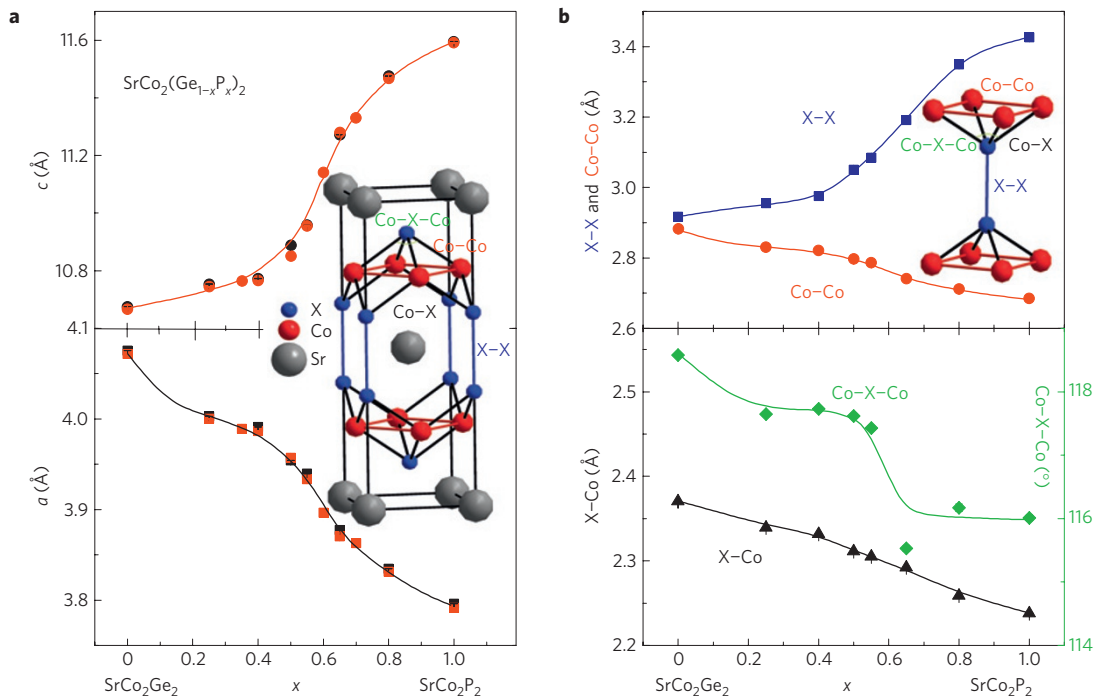 a
SrCo₂(Ge₁₋ₓPₓ)₂
c (Å)
11.6
11.2
10.8
4.1
4.0
3.9
3.8
a (Å)
Co–X–Co
Co–Co
Co–X
X–X
X
Co
Sr
0 0.2 0.4 0.6 0.8 1.0
SrCo₂Ge₂ x SrCo₂P₂
b
X–X and Co–Co (Å)
3.4
3.2
3.0
2.8
2.6
X–X
Co–Co
Co–Co
Co–X–Co
Co–X
X–X
X–Co (Å)
2.5
2.4
2.3
2.2
Co–X–Co
X–Co
118
116
114
Co–X–Co (°)
0 0.2 0.4 0.6 0.8 1.0
SrCo₂Ge₂ x SrCo₂P₂